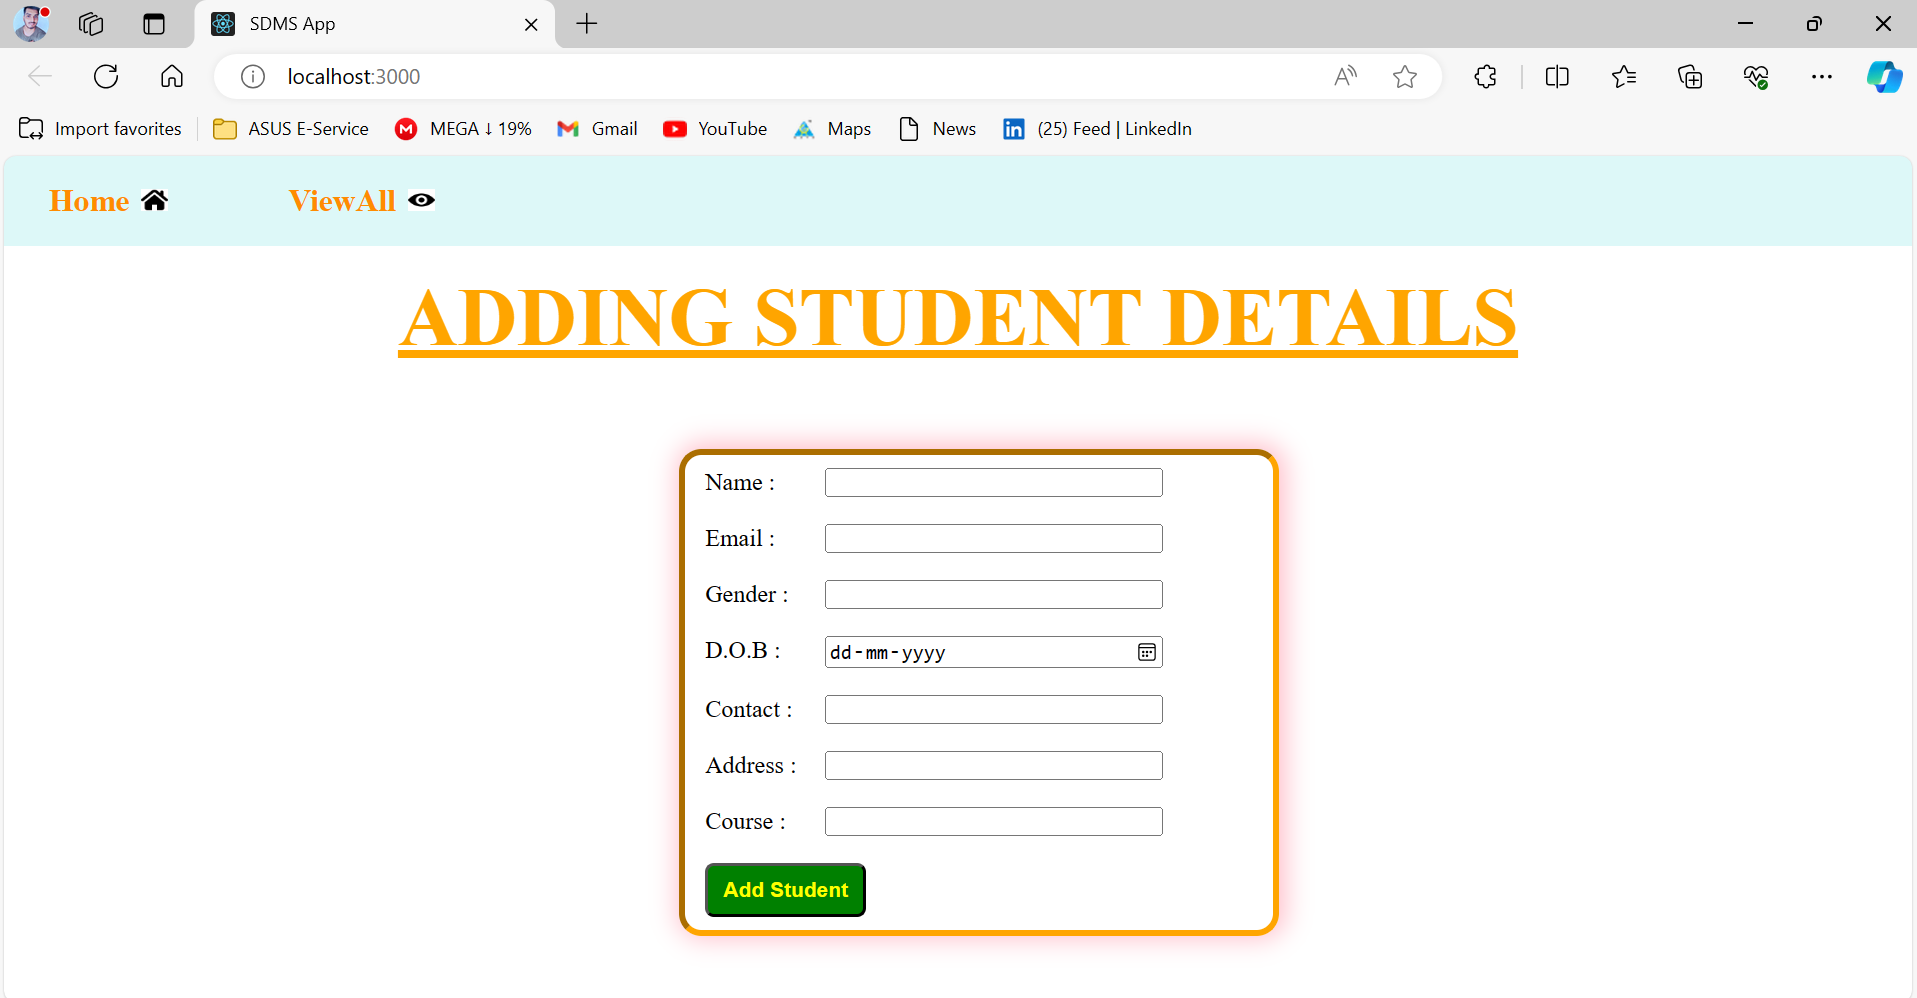 SDMS App
localhost:3000
Import favorites ASUS E-Service MEGA ↓ 19% Gmail YouTube Maps News (25) Feed | LinkedIn
Home ViewAll
ADDING STUDENT DETAILS
Name :
Email :
Gender :
D.O.B : dd-mm-yyyy
Contact :
Address :
Course :
Add Student